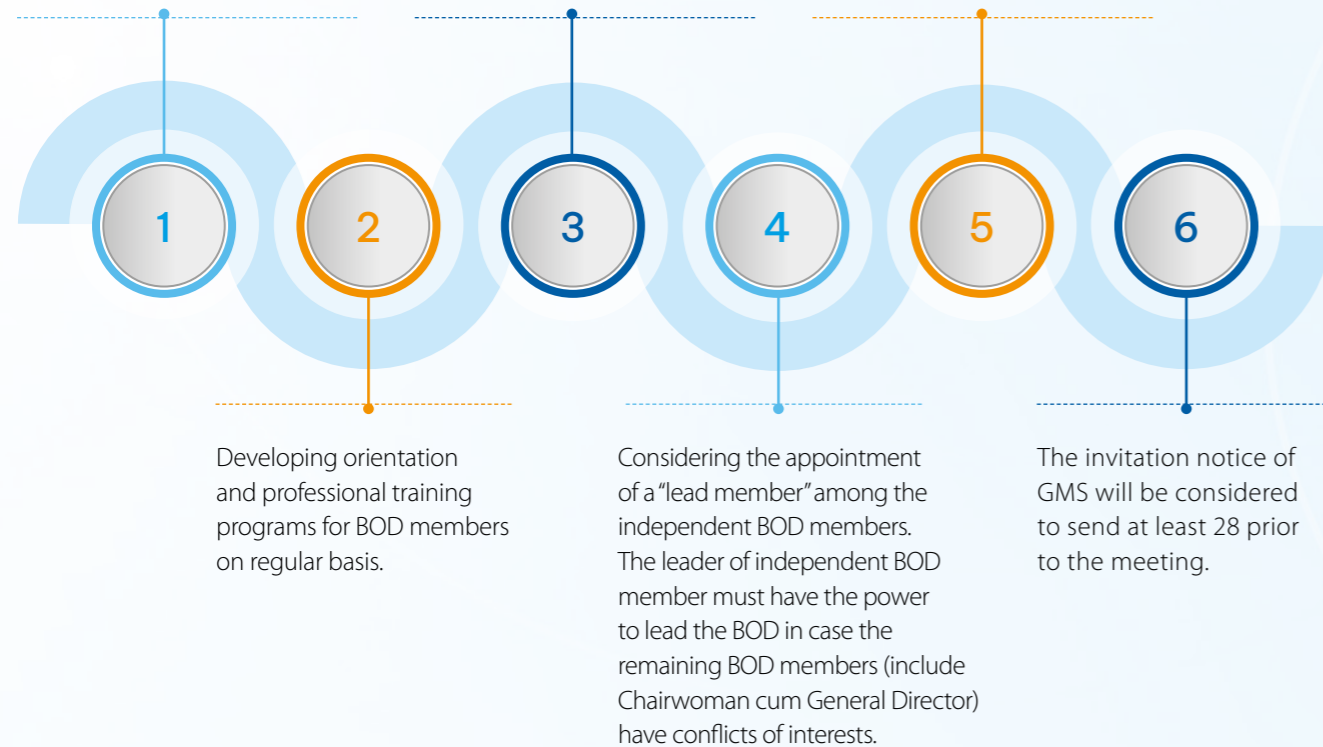 1
2
3
4
5
6
Developing orientation
and professional training
programs for BOD members
on regular basis.
Considering the appointment
of a “lead member” among the
independent BOD members.
The leader of independent BOD
member must have the power
to lead the BOD in case the
remaining BOD members (include
Chairwoman cum General Director)
have conflicts of interests.
The invitation notice of
GMS will be considered
to send at least 28 prior
to the meeting.